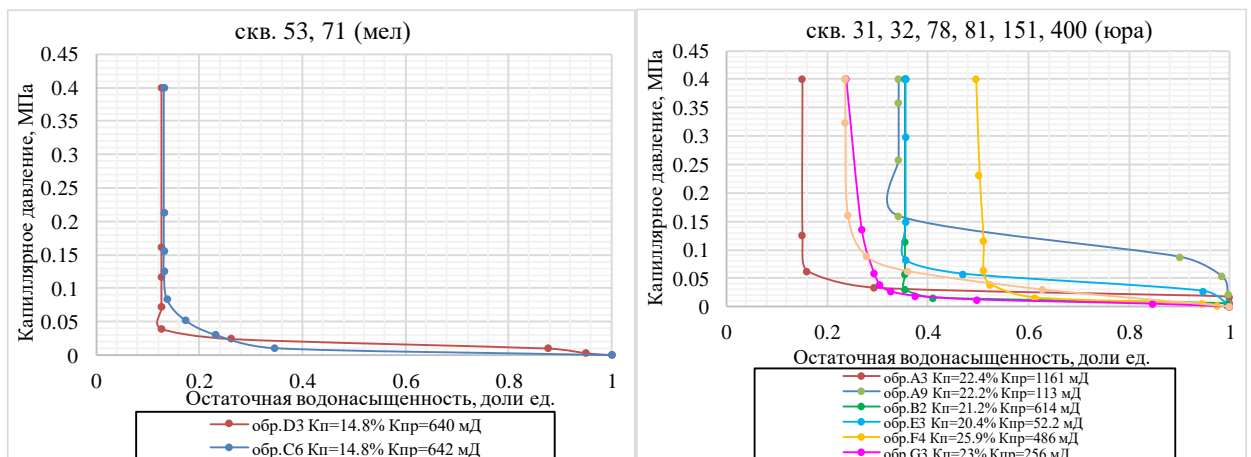 скв. 53, 71 (мел)
Капиллярное давление, МПа
0.45
0.4
0.35
0.3
0.25
0.2
0.15
0.1
0.05
0
0 0.2 0.4 0.6 0.8 1
Остаточная водонасыщенность, доли ед.
обр.D3 Кп=14.8% Кпр=640 мД
обр.C6 Кп=14.8% Кпр=642 мД
скв. 31, 32, 78, 81, 151, 400 (юра)
Капиллярное давление, МПа
0.45
0.4
0.35
0.3
0.25
0.2
0.15
0.1
0.05
0
0 0.2 0.4 0.6 0.8 1
Остаточная водонасыщенность, доли ед.
обр.A3 Кп=22.4% Кпр=1161 мД
обр.A9 Кп=22.2% Кпр=113 мД
обр.B2 Кп=21.2% Кпр=614 мД
обр.E3 Кп=20.4% Кпр=52.2 мД
обр.F4 Кп=25.9% Кпр=486 мД
обр.G3 Кп=23% Кпр=256 мД